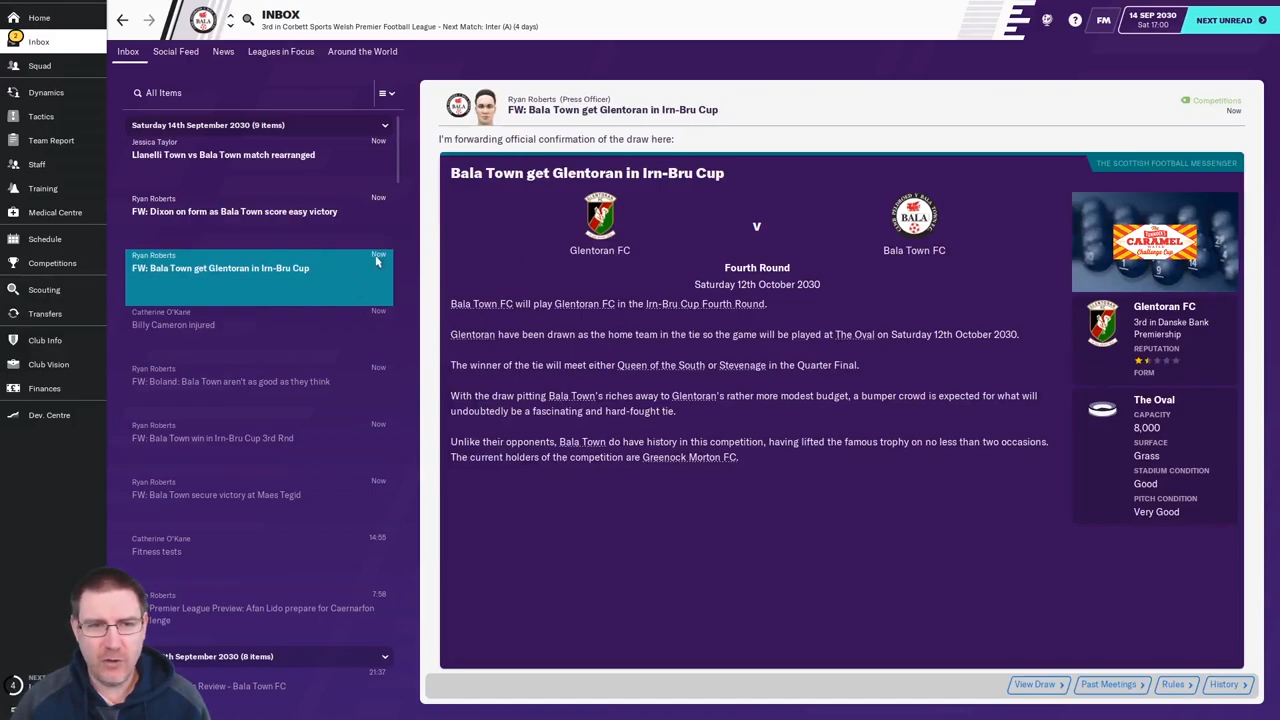 INBOX
3rd in Corbett Sports Welsh Premier Football League - Next Match: Inter (A) (4 days)
FM
14 SEP 2030
Sat 17:00
NEXT UNREAD
Home
2
Inbox
Squad
Dynamics
Tactics
Team Report
Staff
Training
Medical Centre
Schedule
Competitions
Scouting
Transfers
Club Info
Club Vision
Finances
Dev. Centre
4
NEXT
Inbox
Social Feed
News
Leagues in Focus
Around the World
All Items
Saturday 14th September 2030 (9 items)
Jessica Taylor
Now
Llanelli Town vs Bala Town match rearranged
Ryan Roberts
Now
FW: Dixon on form as Bala Town score easy victory
Ryan Roberts
Now
FW: Bala Town get Glentoran in Irn-Bru Cup
Catherine O'Kane
Now
Billy Cameron injured
Ryan Roberts
Now
FW: Boland: Bala Town aren't as good as they think
Ryan Roberts
Now
FW: Bala Town win in Irn-Bru Cup 3rd Rnd
Ryan Roberts
Now
FW: Bala Town secure victory at Maes Tegid
Catherine O'Kane
14:55
Fitness tests
Roberts
7:58
Premier League Preview: Afan Lido prepare for Caernarfon
September 2030 (8 items)
21:37
Review - Bala Town FC
Ryan Roberts (Press Officer)
FW: Bala Town get Glentoran in Irn-Bru Cup
Competitions
Now
I'm forwarding official confirmation of the draw here:
THE SCOTTISH FOOTBALL MESSENGER
Bala Town get Glentoran in Irn-Bru Cup
BALA
v
Glentoran FC
Bala Town FC
Fourth Round
Saturday 12th October 2030
Bala Town FC will play Glentoran FC in the Irn-Bru Cup Fourth Round.
Glentoran have been drawn as the home team in the tie so the game will be played at The Oval on Saturday 12th October 2030.
The winner of the tie will meet either Queen of the South or Stevenage in the Quarter Final.
With the draw pitting Bala Town's riches away to Glentoran's rather more modest budget, a bumper crowd is expected for what will
undoubtedly be a fascinating and hard-fought tie.
Unlike their opponents, Bala Town do have history in this competition, having lifted the famous trophy on no less than two occasions.
The current holders of the competition are Greenock Morton FC.
CARAMEL
Challenge Cup
Glentoran FC
3rd in Danske Bank
Premiership
REPUTATION
FORM
The Oval
CAPACITY
8,000
SURFACE
Grass
STADIUM CONDITION
Good
PITCH CONDITION
Very Good
View Draw
Past Meetings
Rules
History